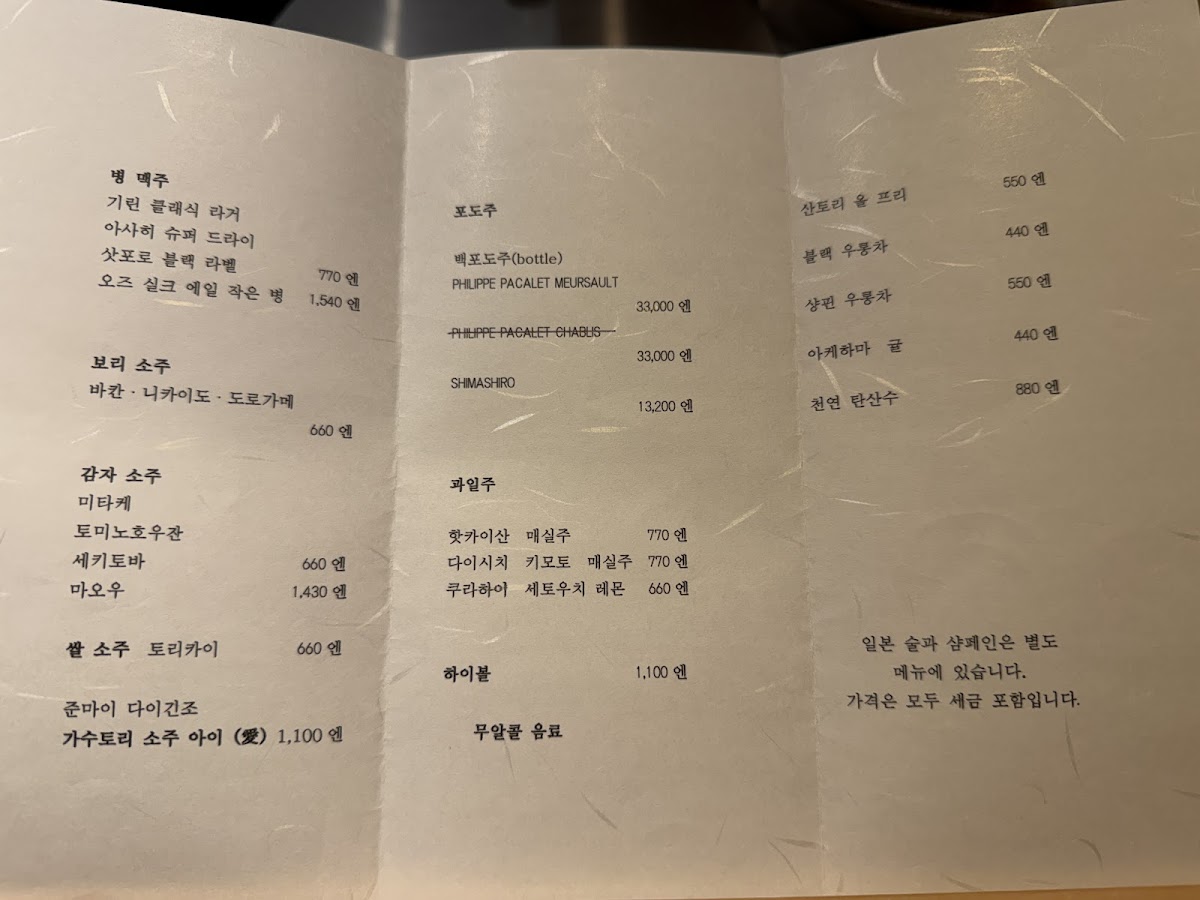 병 맥주
기린 클래식 라거
아사히 슈퍼 드라이
삿포로 블랙 라벨 770 엔
오즈 실크 에일 작은 병 1,540 엔
보리 소주
바칸 · 니카이도 · 도로가메
660 엔
감자 소주
미타케
토미노호우잔
세키토바 660 엔
마오우 1,430 엔
쌀 소주 토리카이 660 엔
준마이 다이긴조
가수토리 소주 아이 (愛) 1,100 엔
포도주
백포도주(bottle)
PHILIPPE PACALET MEURSAULT
33,000 엔
PHILIPPE PACALET CHABLIS
33,000 엔
SHIMASHIRO
13,200 엔
과일주
핫카이산 매실주 770 엔
다이시치 키모토 매실주 770 엔
쿠라하이 세토우치 레몬 660 엔
하이볼 1,100 엔
무알콜 음료
산토리 올 프리 550 엔
블랙 우롱차 440 엔
샹핀 우롱차 550 엔
아케하마 귤 440 엔
천연 탄산수 880 엔
일본 술과 샴페인은 별도
메뉴에 있습니다.
가격은 모두 세금 포함입니다.